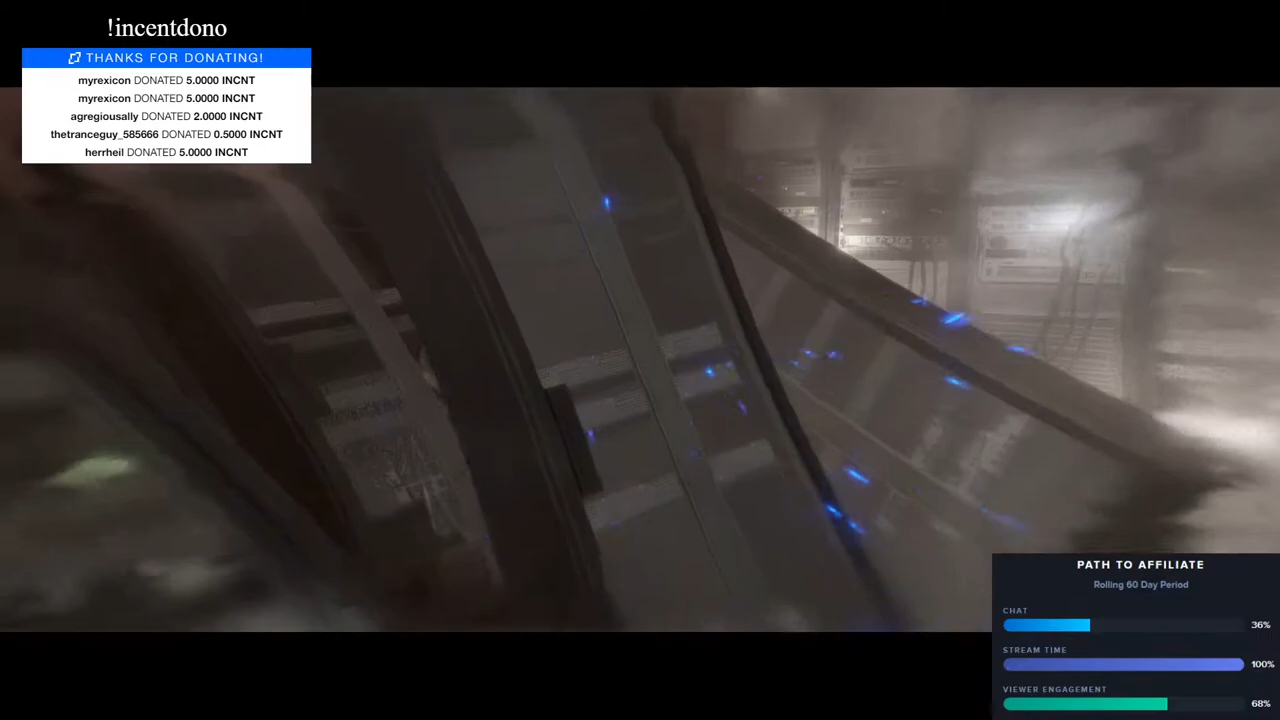 !incentdono
THANKS FOR DONATING!
myrexicon DONATED 5.0000 INCNT
myrexicon DONATED 5.0000 INCNT
agregiousally DONATED 2.0000 INCNT
thetranceguy_585666 DONATED 0.5000 INCNT
herrheil DONATED 5.0000 INCNT
PATH TO AFFILIATE
Rolling 60 Day Period
CHAT
36%
STREAM TIME
100%
VIEWER ENGAGEMENT
68%